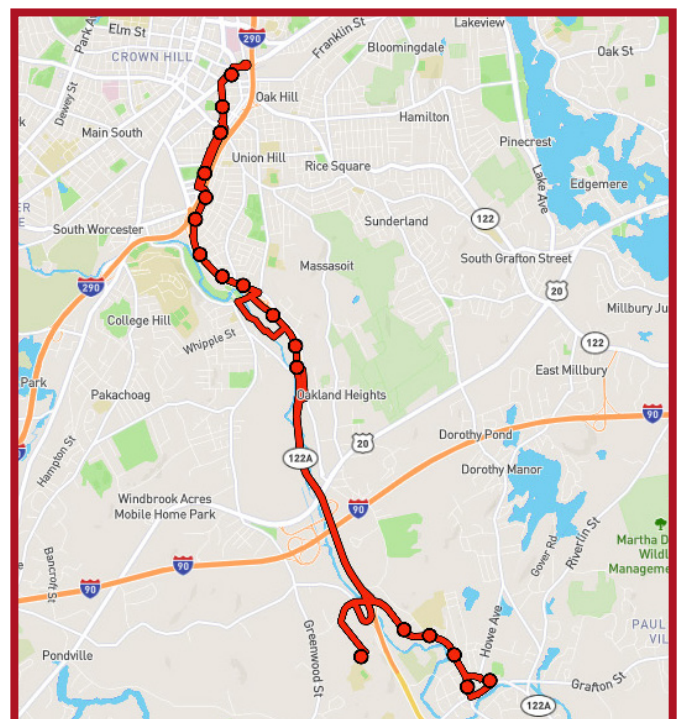 Lakeview
Elm St
Park A
Franklin St
290
Bloomingdale
Oak St
CROWN HILL
Dewey St
Oak Hill
Hamilton
k
Main South
Pinecrest
Union Hill
Rice Square
Lake Ave
Edgemere
ER
E
122
Sunderland
South Worcester
South Grafton Street
Massasoit
290
20
Millbury Ju
College Hill
Whipple St
122
Park
East Millbury
Pakachoag
Oakland Heights
90
Hampton St
20
Dorothy Pond
122A
Dorothy Manor
Windbrook Acres
Mobile Home Park
90
Riverlin St
Martha D
Wildl
Manageme
Gover Rd
e
90
Bancroft St
90
Howe Ave
PAUL
VIL
Greenwood St
Pondville
Grafton St
122A